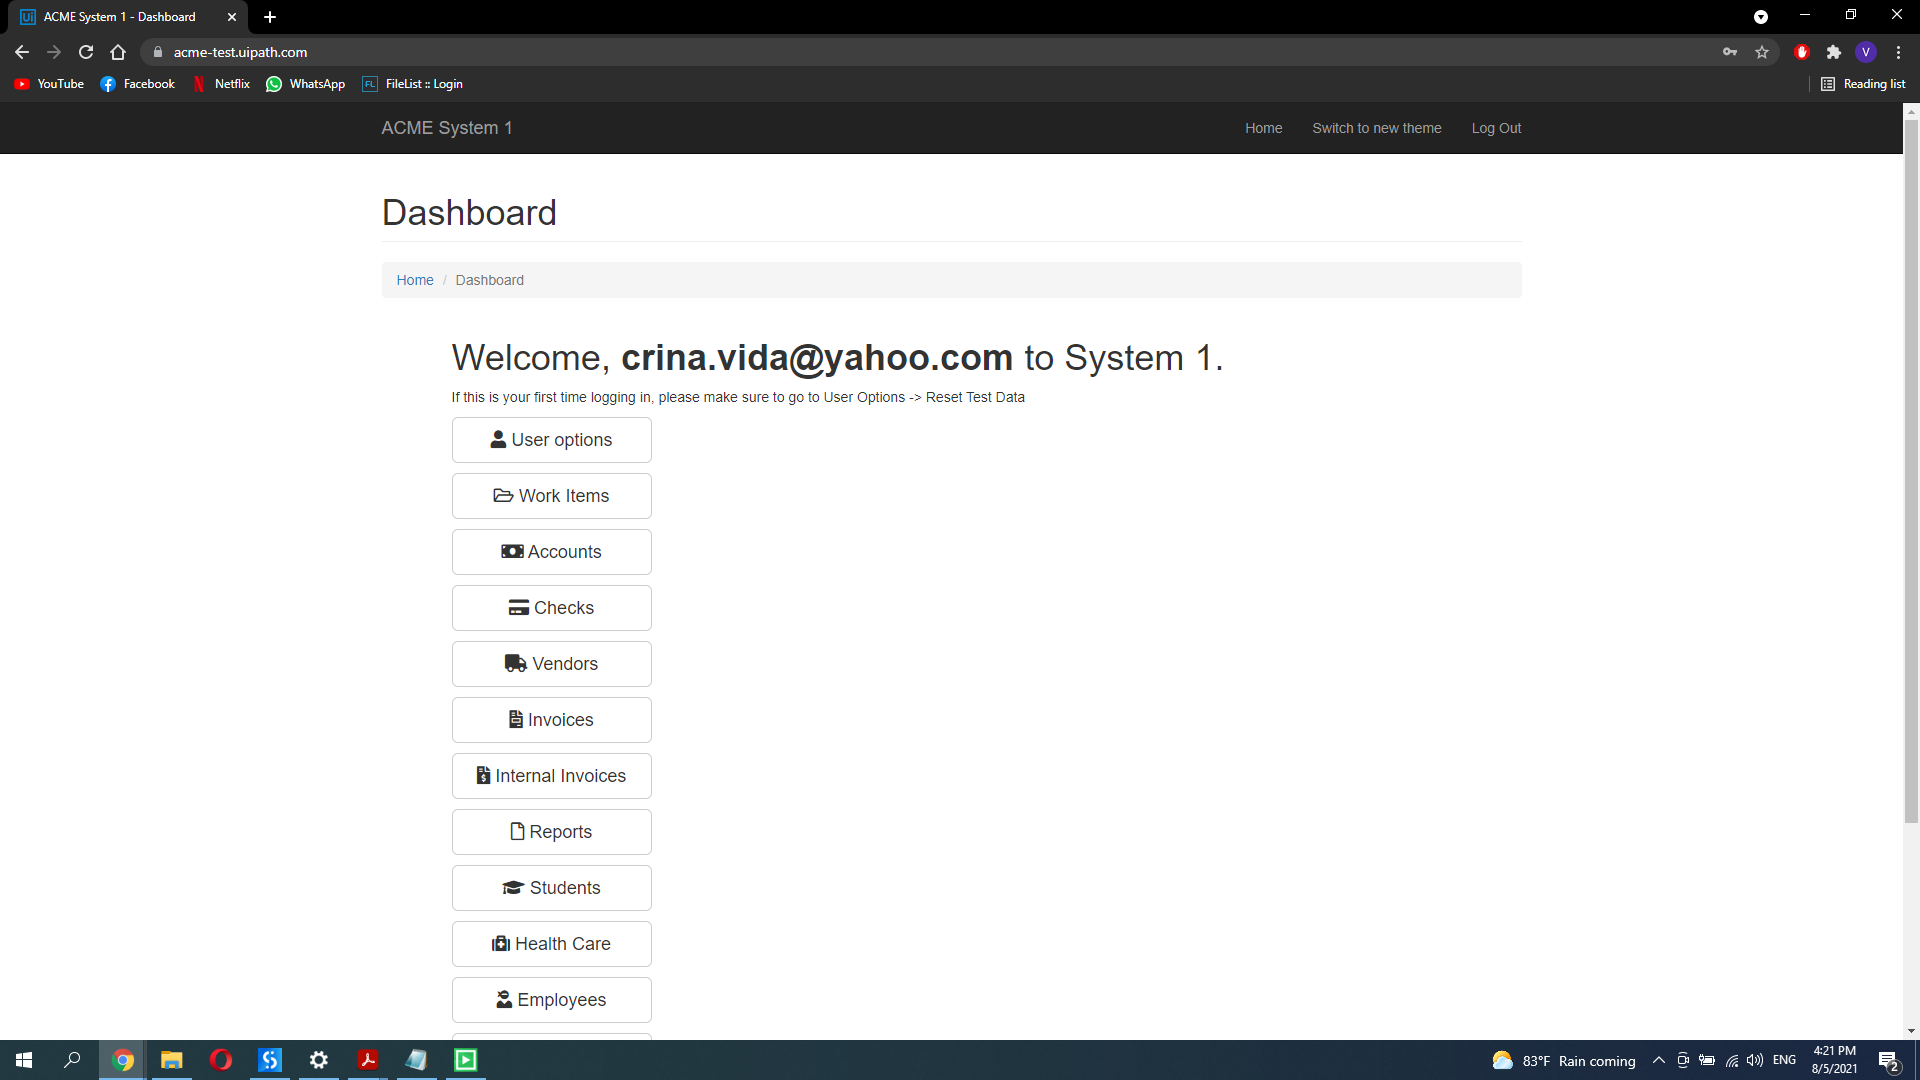 ACME System 1 - Dashboard
acme-test.uipath.com
YouTube Facebook Netflix WhatsApp FL FileList :: Login Reading list
ACME System 1 Home Switch to new theme Log Out
Dashboard
Home / Dashboard
Welcome, crina.vida@yahoo.com to System 1.
If this is your first time logging in, please make sure to go to User Options -> Reset Test Data
User options
Work Items
Accounts
Checks
Vendors
Invoices
Internal Invoices
Reports
Students
Health Care
Employees
83°F Rain coming ENG 4:21 PM
8/5/2021 2